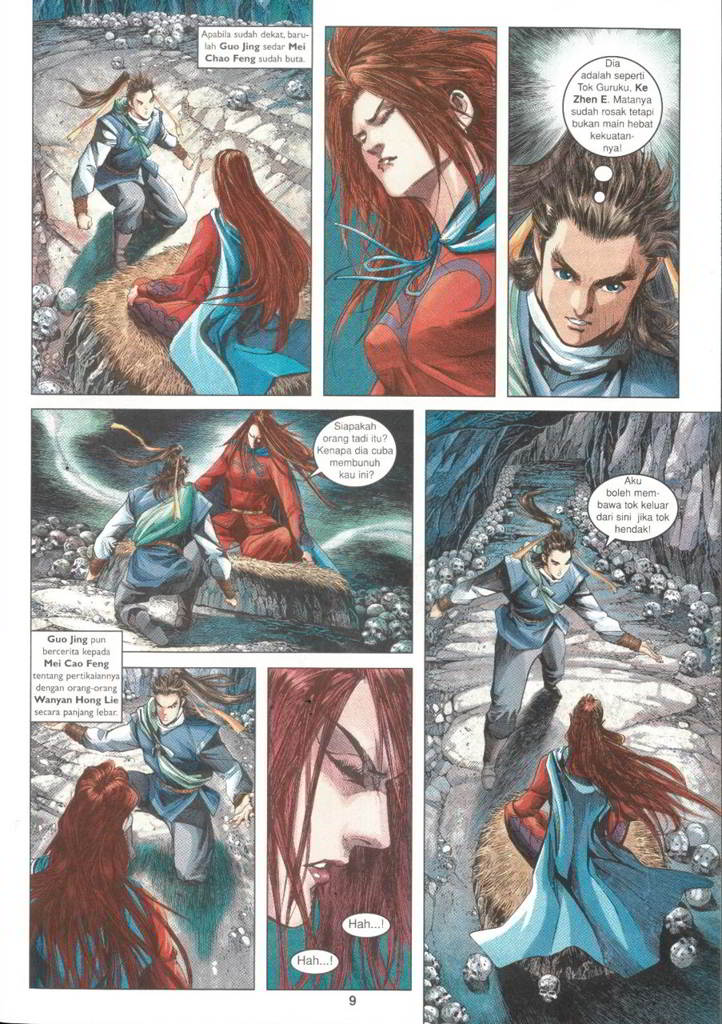 Apabila sudah dekat, baru-
lah Guo Jing sedar Mei
Chao Feng sudah buta.
Dia
adalah seperti
Tok Guruku, Ke
Zhen E. Matanya
sudah rosak tetapi
bukan main hebat
kekuatan-
nya!
Siapakah
orang tadi itu?
Kenapa dia cuba
membunuh
kau ini?
Aku
boleh mem-
bawa tok keluar
dari sini jika tok
hendak!
Guo Jing pun
bercerita kepada
Mei Cao Feng
tentang pertikaiannya
dengan orang-orang
Wanyan Hong Lie
secara panjang lebar.
Hah...!
Hah...!
9